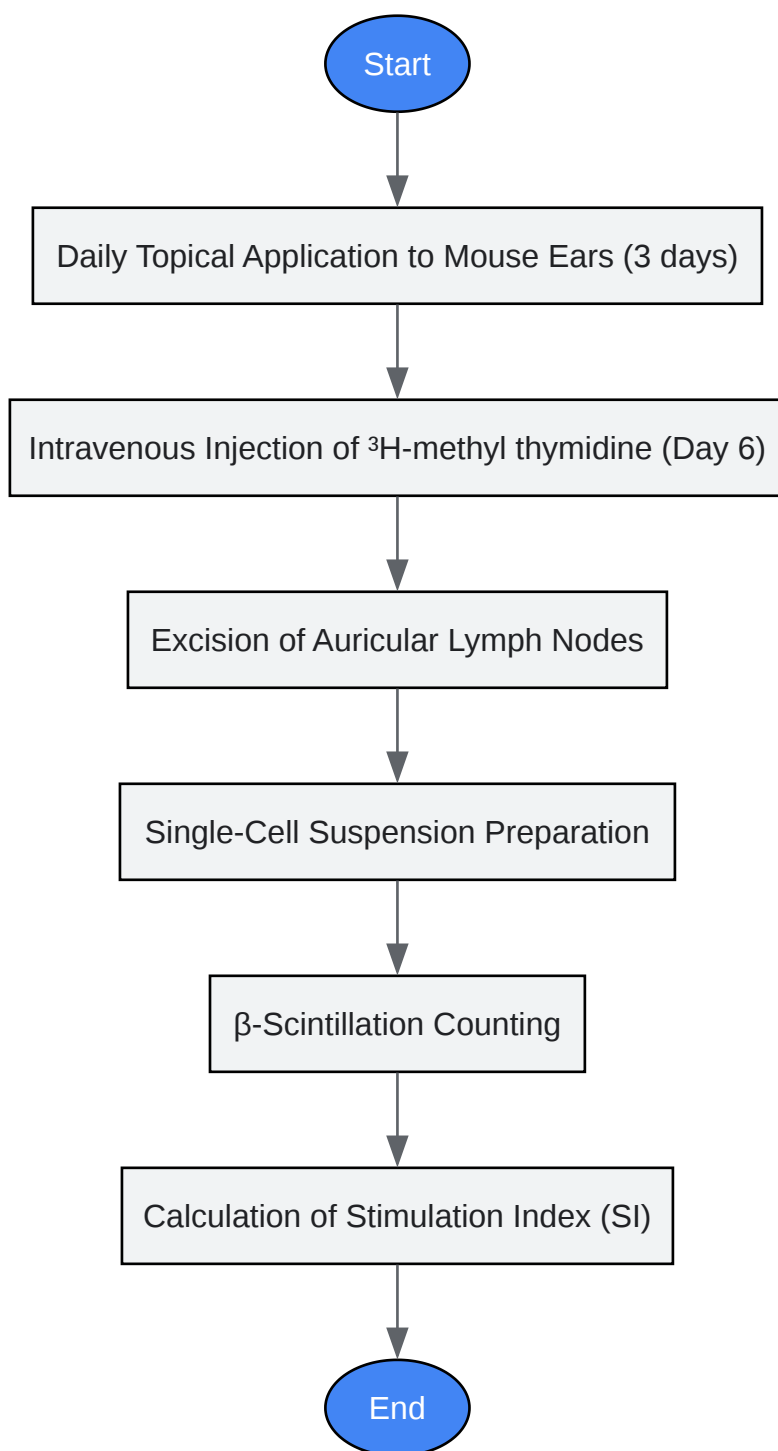 Start
Daily Topical Application to Mouse Ears (3 days)
Intravenous Injection of ³H-methyl thymidine (Day 6)
Excision of Auricular Lymph Nodes
Single-Cell Suspension Preparation
β-Scintillation Counting
Calculation of Stimulation Index (SI)
End